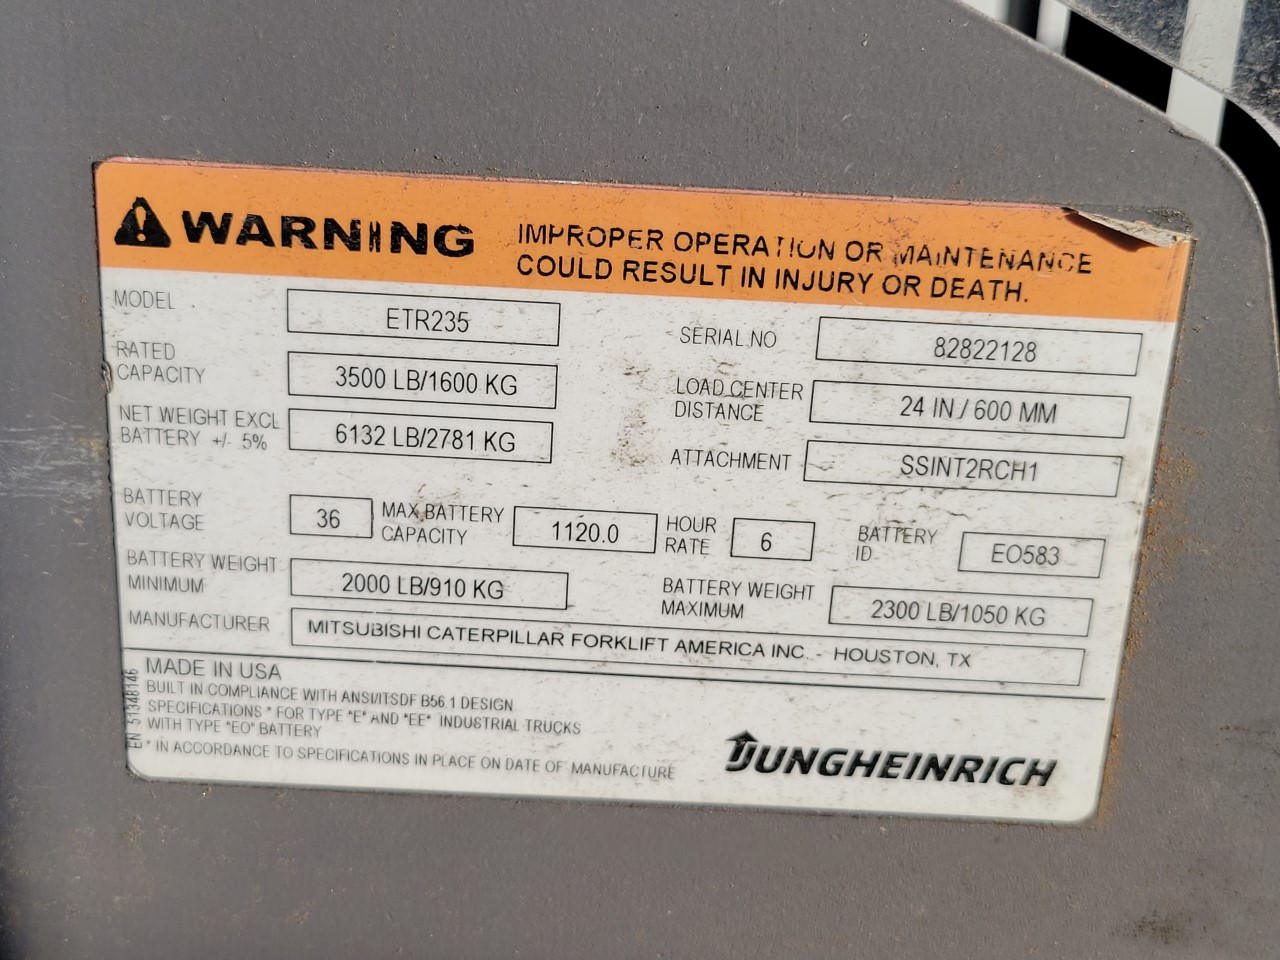 WARNING
IMPROPER OPERATION OR MAINTENANCE
COULD RESULT IN INJURY OR DEATH.
MODEL ETR235
SERIAL NO 82822128
RATED
CAPACITY 3500 LB/1600 KG
LOAD CENTER
DISTANCE 24 IN / 600 MM
NET WEIGHT EXCL
BATTERY +/- 5% 6132 LB/2781 KG
ATTACHMENT SSINT2RCH1
BATTERY
VOLTAGE 36
MAX BATTERY
CAPACITY 1120.0
HOUR
RATE 6
BATTERY
ID EO583
BATTERY WEIGHT
MINIMUM 2000 LB/910 KG
BATTERY WEIGHT
MAXIMUM 2300 LB/1050 KG
MANUFACTURER MITSUBISHI CATERPILLAR FORKLIFT AMERICA INC. - HOUSTON, TX
MADE IN USA
BUILT IN COMPLIANCE WITH ANSI/ITSDF B56.1 DESIGN
SPECIFICATIONS * FOR TYPE "E" AND "EE" INDUSTRIAL TRUCKS
WITH TYPE "EO" BATTERY
* IN ACCORDANCE TO SPECIFICATIONS IN PLACE ON DATE OF MANUFACTURE
EN 51348146
JUNGHEINRICH